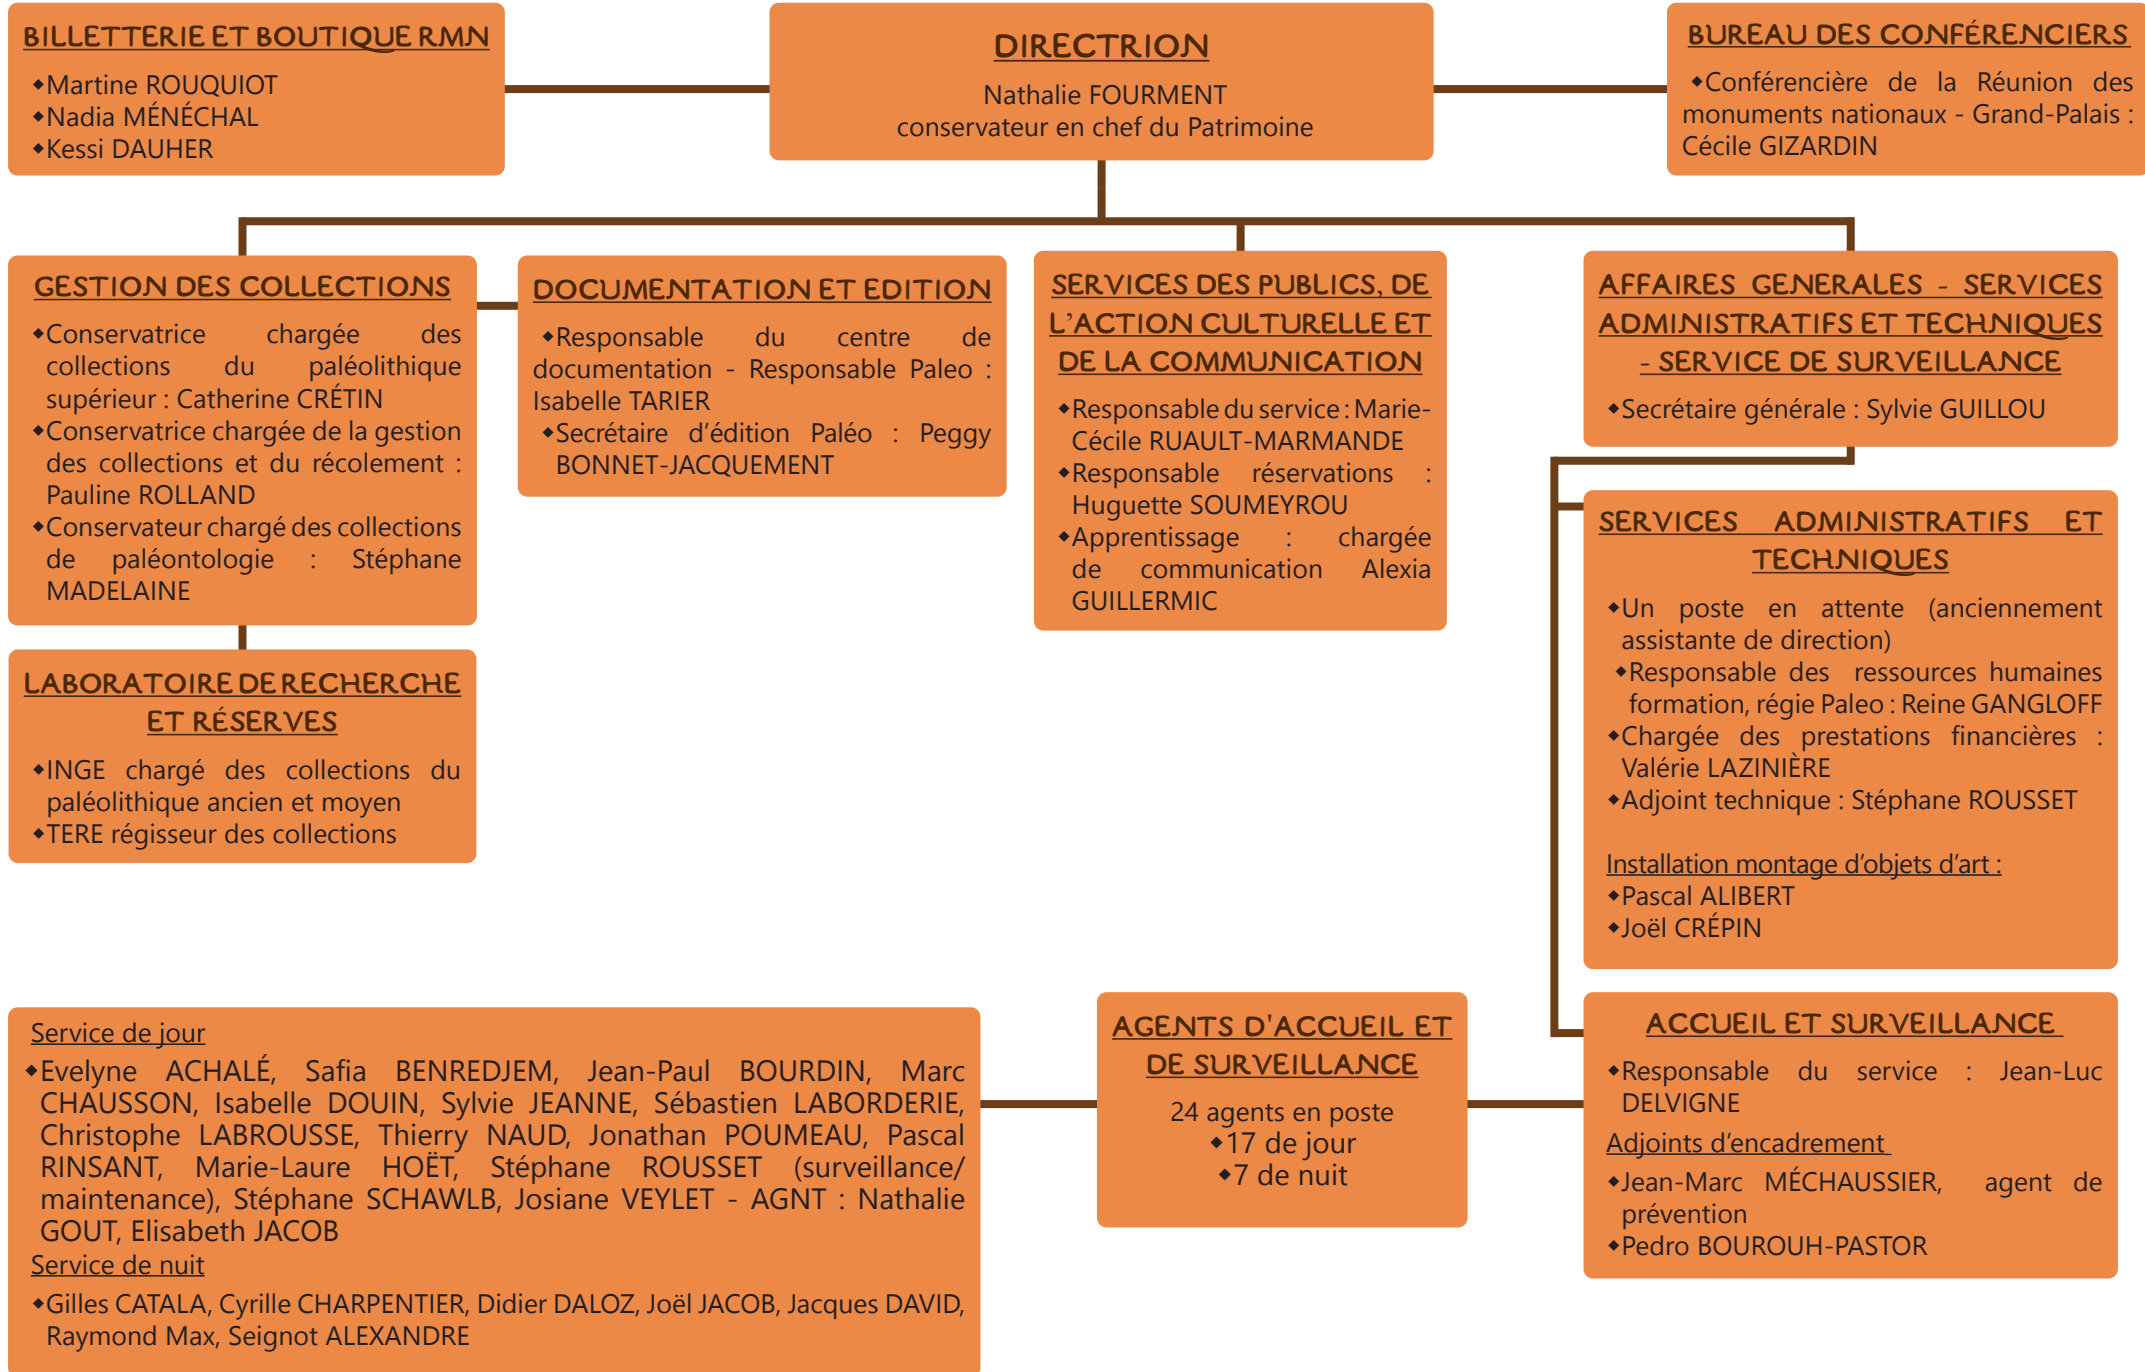 BILLETTERIE ET BOUTIQUE RMN
◆Martine ROUQUIOT
◆Nadia MÉNÉCHAL
◆Kessi DAUHER
DIRECTRION
Nathalie FOURMENT
conservateur en chef du Patrimoine
BUREAU DES CONFÉRENCIERS
◆Conférencière de la Réunion des
monuments nationaux - Grand-Palais :
Cécile GIZARDIN
GESTION DES COLLECTIONS
◆Conservatrice chargée des
collections du paléolithique
supérieur : Catherine CRÉTIN
◆Conservatrice chargée de la gestion
des collections et du récolement :
Pauline ROLLAND
◆Conservateur chargé des collections
de paléontologie : Stéphane
MADELAINE
DOCUMENTATION ET EDITION
◆Responsable du centre de
documentation - Responsable Paleo :
Isabelle TARIER
◆Secrétaire d'édition Paléo : Peggy
BONNET-JACQUEMENT
SERVICES DES PUBLICS, DE
L'ACTION CULTURELLE ET
DE LA COMMUNICATION
◆Responsable du service : Marie-
Cécile RUAULT-MARMANDE
◆Responsable réservations :
Huguette SOUMEYROU
◆Apprentissage : chargée
de communication Alexia
GUILLERMIC
AFFAIRES GENERALES - SERVICES
ADMINISTRATIFS ET TECHNIQUES
- SERVICE DE SURVEILLANCE
◆Secrétaire générale : Sylvie GUILLOU
LABORATOIRE DE RECHERCHE
ET RÉSERVES
◆INGE chargé des collections du
paléolithique ancien et moyen
◆TERE régisseur des collections
SERVICES ADMINISTRATIFS ET
TECHNIQUES
◆Un poste en attente (anciennement
assistante de direction)
◆Responsable des ressources humaines
formation, régie Paleo : Reine GANGLOFF
◆Chargée des prestations financières :
Valérie LAZINIÈRE
◆Adjoint technique : Stéphane ROUSSET
Installation montage d'objets d'art :
◆Pascal ALIBERT
◆Joël CRÉPIN
Service de jour
◆Evelyne ACHALÉ, Safia BENREDJEM, Jean-Paul BOURDIN, Marc
CHAUSSON, Isabelle DOUIN, Sylvie JEANNE, Sébastien LABORDERIE,
Christophe LABROUSSE, Thierry NAUD, Jonathan POUMEAU, Pascal
RINSANT, Marie-Laure HOËT, Stéphane ROUSSET (surveillance/
maintenance), Stéphane SCHAWLB, Josiane VEYLET - AGNT : Nathalie
GOUT, Elisabeth JACOB
Service de nuit
◆Gilles CATALA, Cyrille CHARPENTIER, Didier DALOZ, Joël JACOB, Jacques DAVID,
Raymond Max, Seignot ALEXANDRE
AGENTS D'ACCUEIL ET
DE SURVEILLANCE
24 agents en poste
◆17 de jour
◆7 de nuit
ACCUEIL ET SURVEILLANCE
◆Responsable du service : Jean-Luc
DELVIGNE
Adjoints d'encadrement
◆Jean-Marc MÉCHAUSSIER, agent de
prévention
◆Pedro BOUROUH-PASTOR